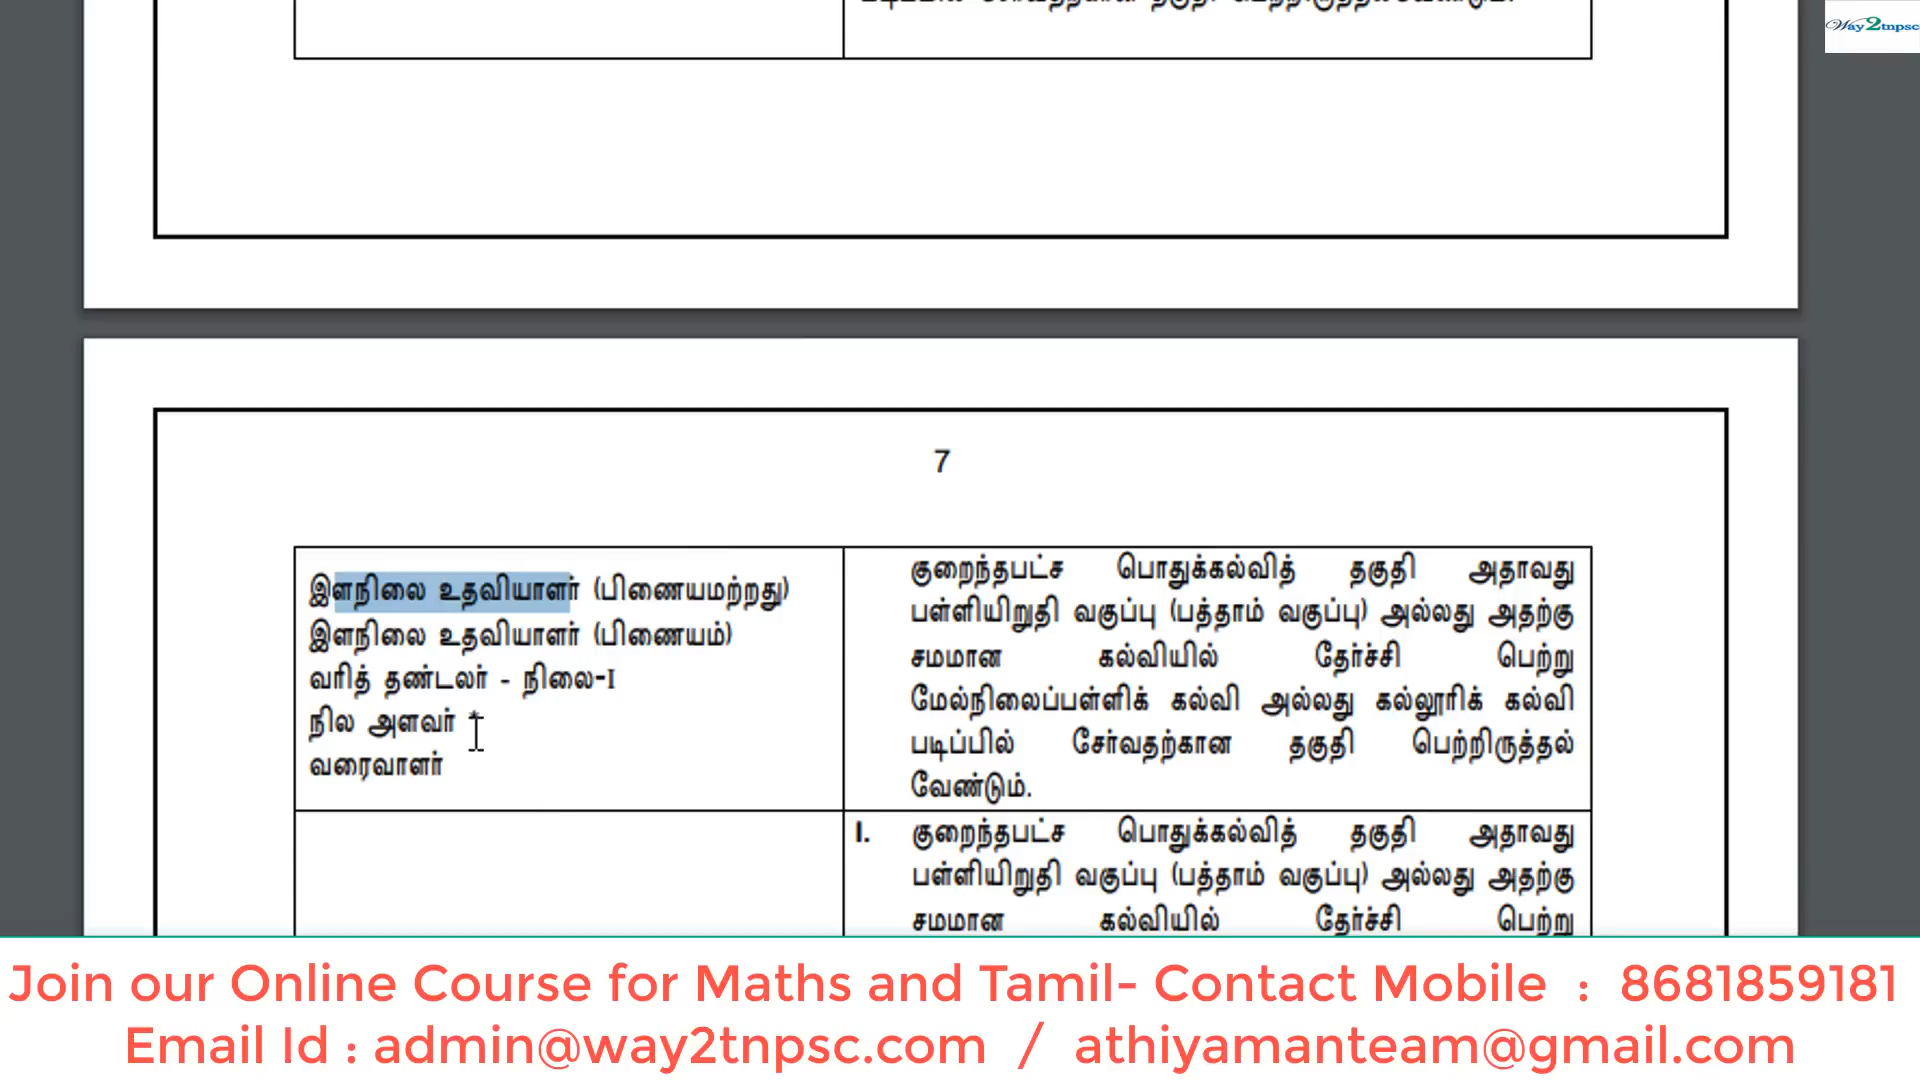 Way2tnpsc
7
இளநிலை உதவியாளர் (பிணையமற்றது)
இளநிலை உதவியாளர் (பிணையம்)
வரித் தண்டலர் - நிலை-I
நில அளவர்
வரைவாளர்
குறைந்தபட்ச பொதுக்கல்வித் தகுதி அதாவது
பள்ளியிறுதி வகுப்பு (பத்தாம் வகுப்பு) அல்லது அதற்கு
சமமான கல்வியில் தேர்ச்சி பெற்று
மேல்நிலைப்பள்ளிக் கல்வி அல்லது கல்லூரிக் கல்வி
படிப்பில் சேர்வதற்கான தகுதி பெற்றிருத்தல்
வேண்டும்.
I. குறைந்தபட்ச பொதுக்கல்வித் தகுதி அதாவது
பள்ளியிறுதி வகுப்பு (பத்தாம் வகுப்பு) அல்லது அதற்கு
சமமான கல்வியில் தேர்ச்சி பெற்று
Join our Online Course for Maths and Tamil- Contact Mobile : 8681859181
Email Id : admin@way2tnpsc.com / athiyamanteam@gmail.com